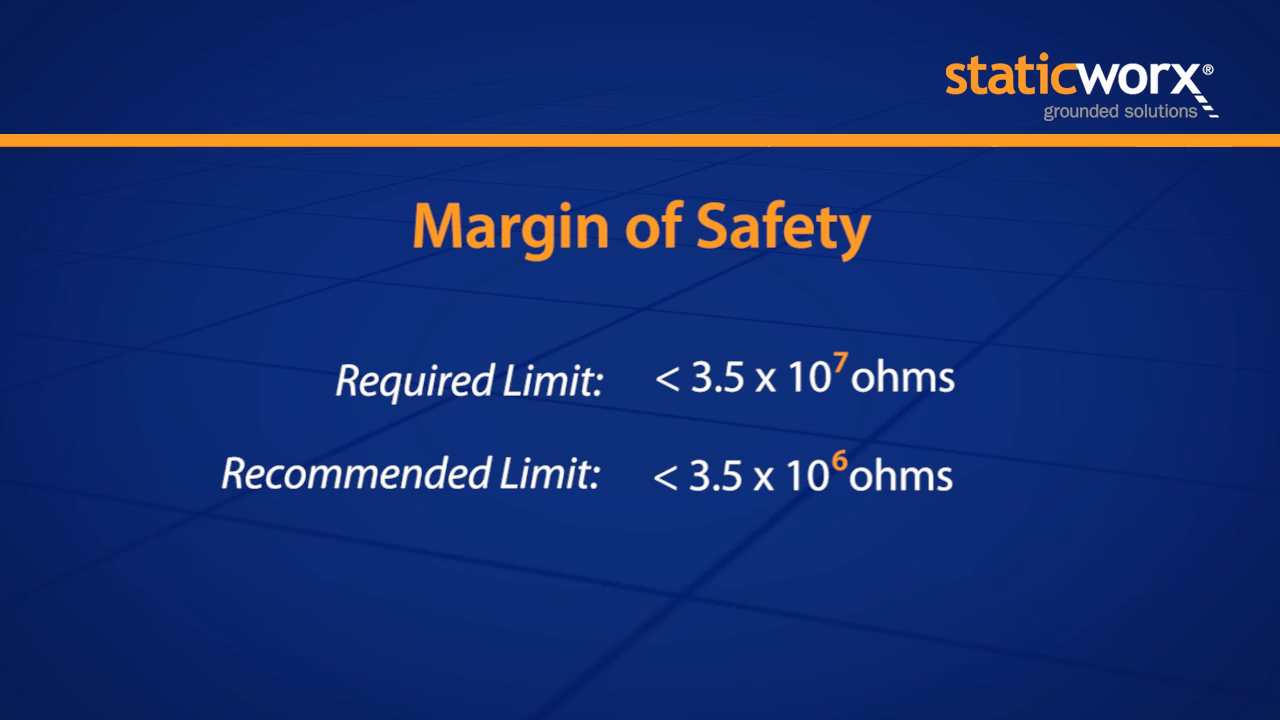 staticworx®
grounded solutions
Margin of Safety
Required Limit: < 3.5 x 10⁷ ohms
Recommended Limit: < 3.5 x 10⁶ ohms